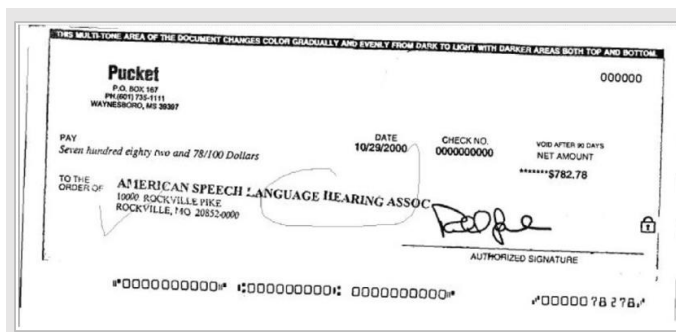 THIS MULTI-TONE AREA OF THE DOCUMENT CHANGES COLOR GRADUALLY AND EVENLY FROM DARK TO LIGHT WITH DARKER AREAS BOTH TOP AND BOTTOM.
Pucket
000000
P.O. BOX 167
PH.(601) 735-1111
WAYNESBORO, MS 39367
PAY
Seven hundred eighty two and 78/100 Dollars
DATE
10/29/2000
CHECK NO.
0000000000
VOID AFTER 90 DAYS
NET AMOUNT
*******$782.78
TO THE
ORDER OF
AMERICAN SPEECH LANGUAGE HEARING ASSOC
10000 ROCKVILLE PIKE
ROCKVILLE, MO 20852-0000
AUTHORIZED SIGNATURE
⑈0000000000⑈ ⑆000000000⑆ 0000000000⑈ ⑇0000078278⑇